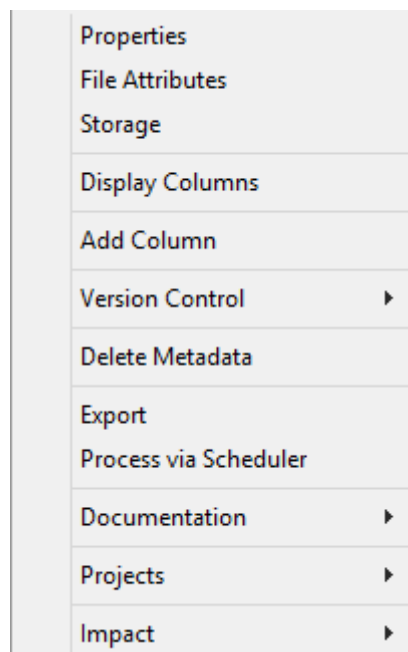 Properties
File Attributes
Storage
Display Columns
Add Column
Version Control
Delete Metadata
Export
Process via Scheduler
Documentation
Projects
Impact